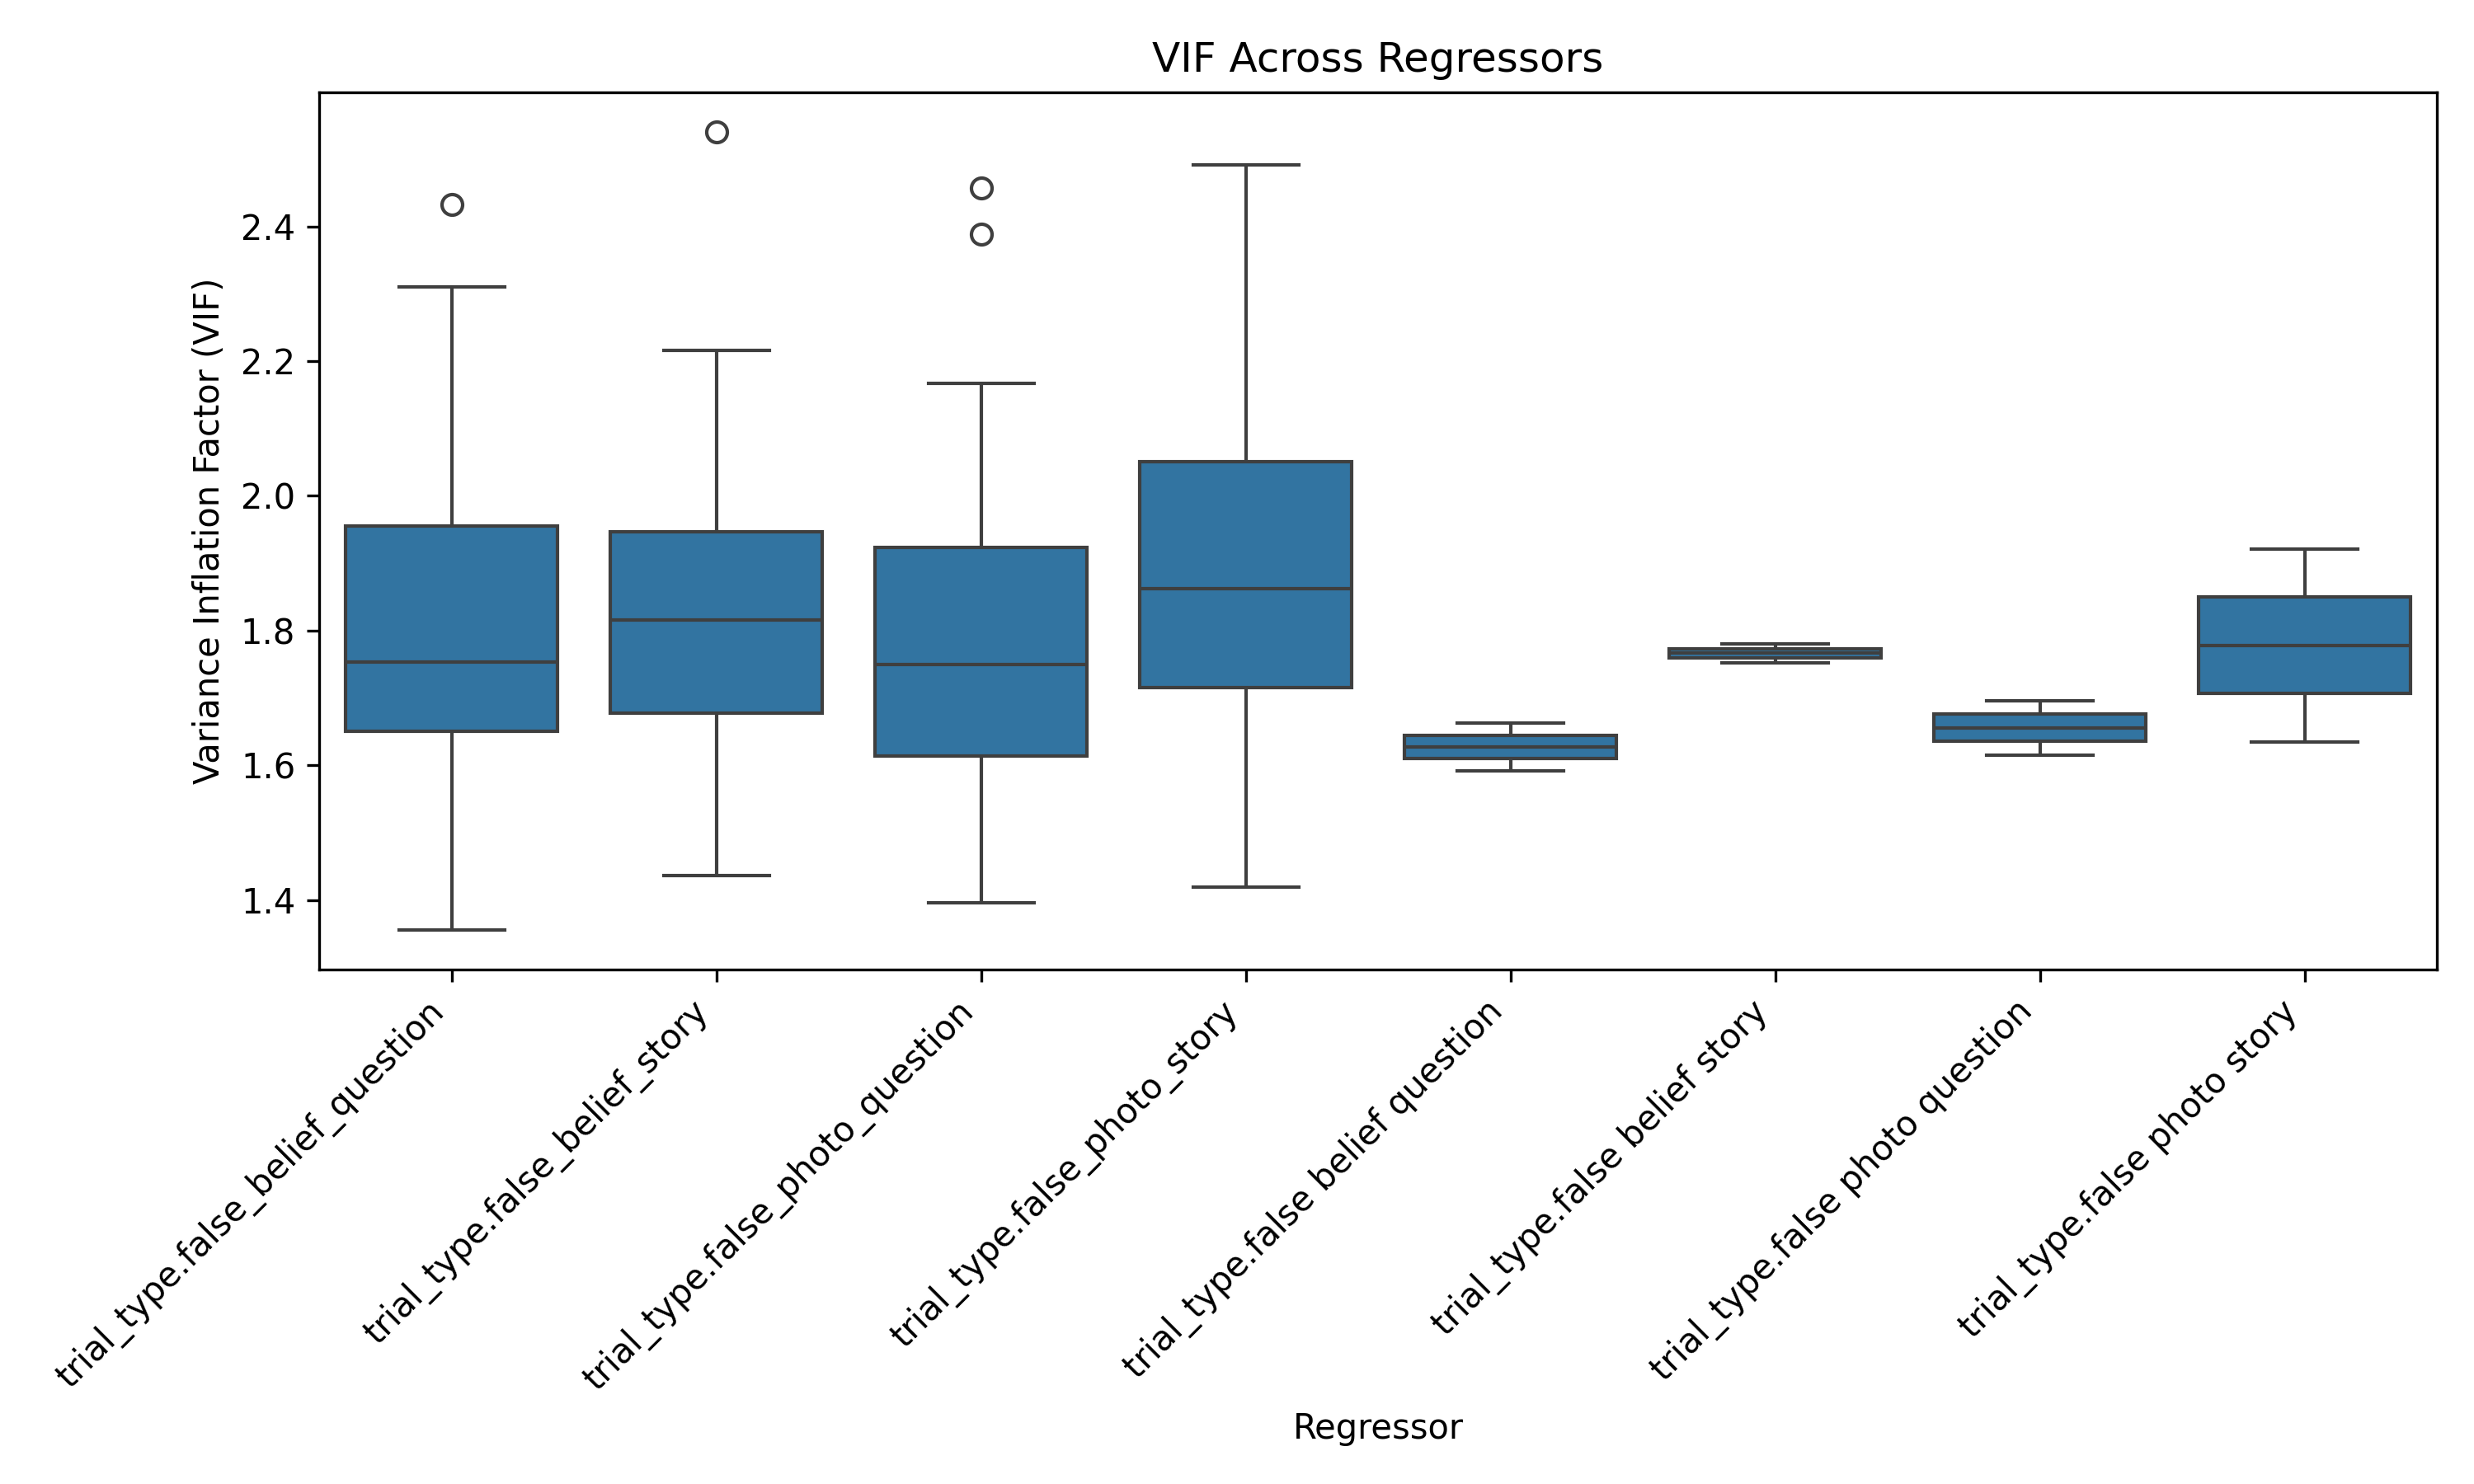 VIF Across Regressors
Variance Inflation Factor (VIF)
2.4
2.2
2.0
1.8
1.6
1.4
trial_type.false_belief_question
trial_type.false_belief_story
trial_type.false_photo_question
trial_type.false_photo_story
trial_type.false belief question
trial_type.false belief story
trial_type.false photo question
trial_type.false photo story
Regressor